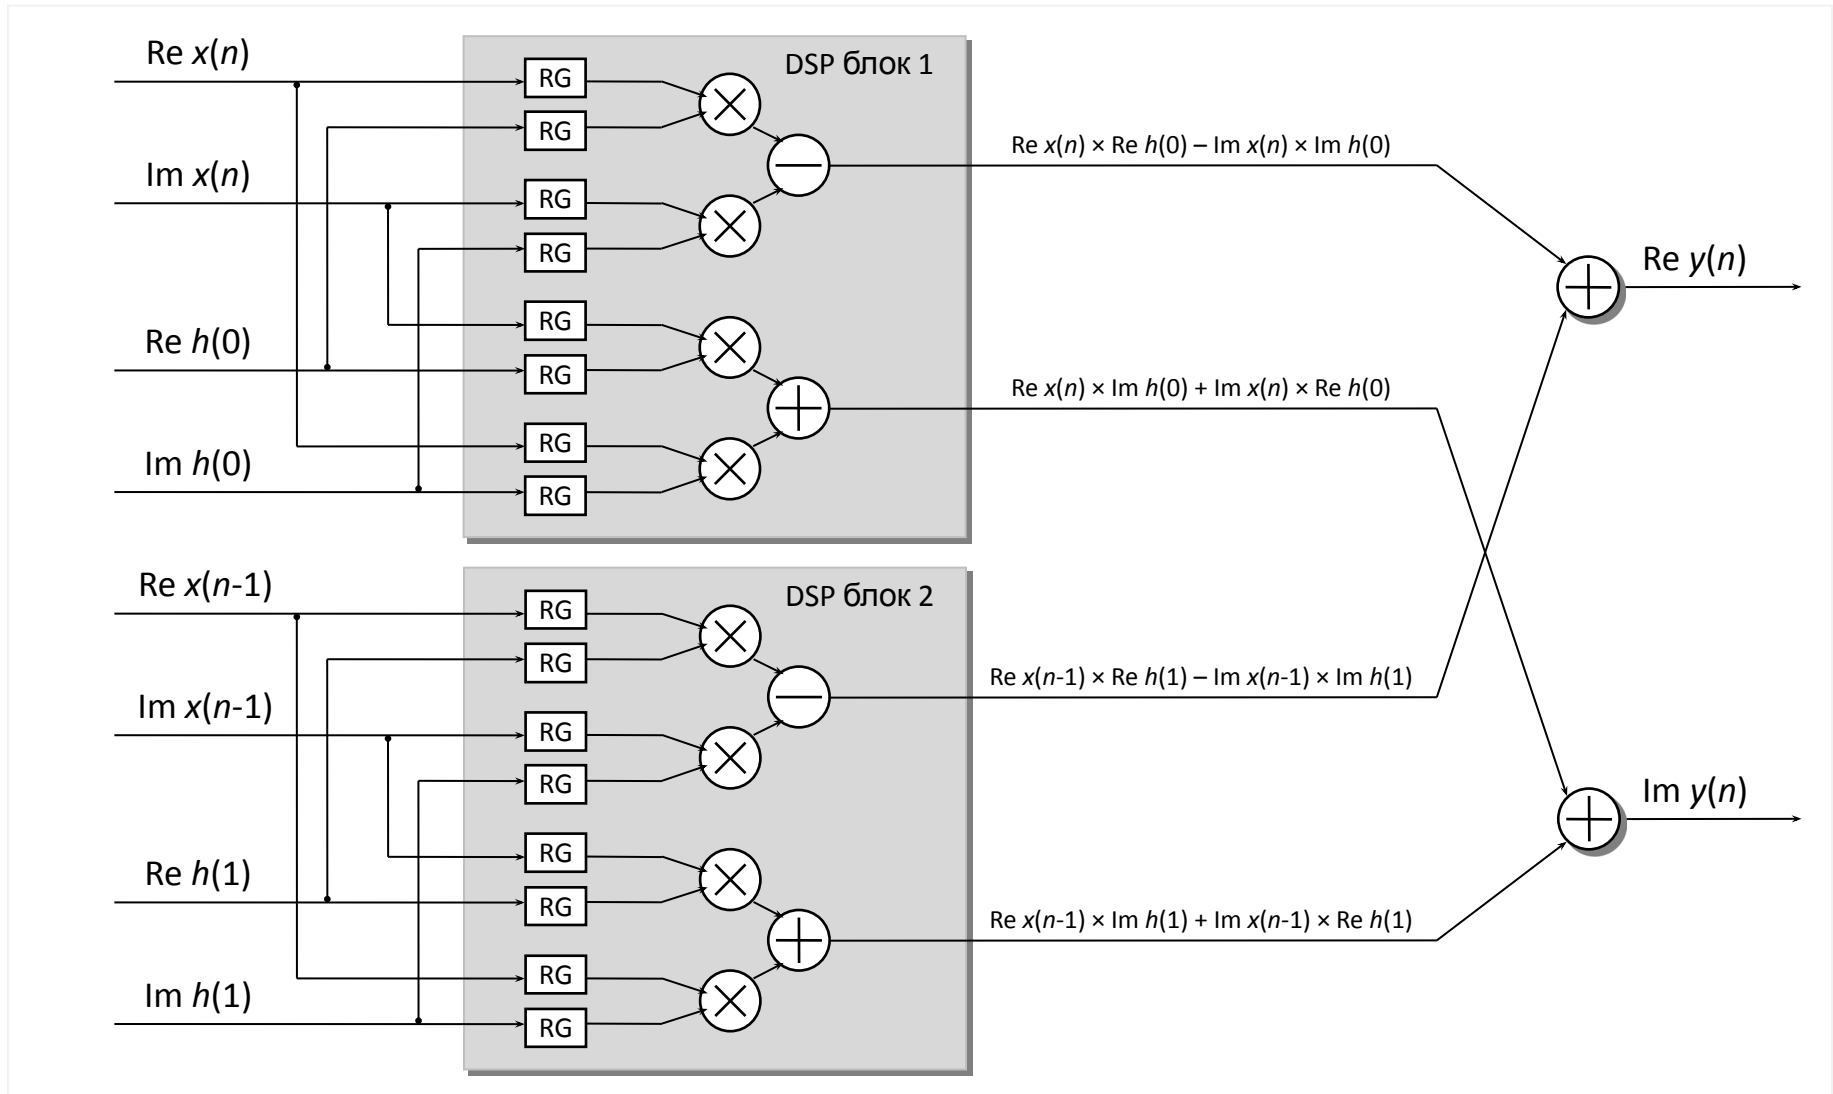 Re x(n)
RG
DSP блок 1
RG
Re x(n) × Re h(0) – Im x(n) × Im h(0)
Im x(n)
RG
RG
Re y(n)
RG
Re h(0)
RG
Re x(n) × Im h(0) + Im x(n) × Re h(0)
RG
Im h(0)
RG
Re x(n-1)
RG
DSP блок 2
RG
Re x(n-1) × Re h(1) – Im x(n-1) × Im h(1)
Im x(n-1)
RG
RG
Im y(n)
RG
Re h(1)
RG
Re x(n-1) × Im h(1) + Im x(n-1) × Re h(1)
RG
Im h(1)
RG